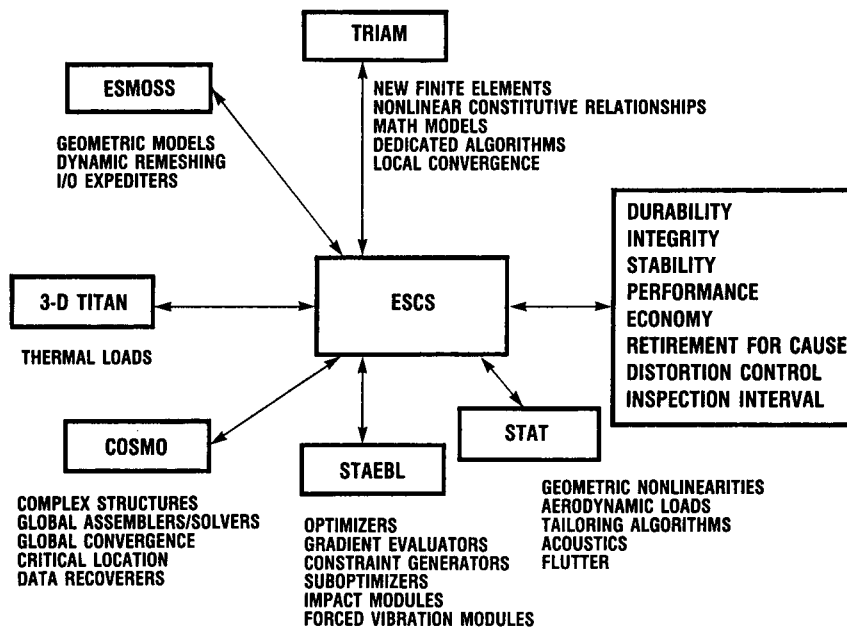 TRIAM
NEW FINITE ELEMENTS
NONLINEAR CONSTITUTIVE RELATIONSHIPS
MATH MODELS
DEDICATED ALGORITHMS
LOCAL CONVERGENCE
ESMOSS
GEOMETRIC MODELS
DYNAMIC REMESHING
I/O EXPEDITERS
3-D TITAN
THERMAL LOADS
ESCS
DURABILITY
INTEGRITY
STABILITY
PERFORMANCE
ECONOMY
RETIREMENT FOR CAUSE
DISTORTION CONTROL
INSPECTION INTERVAL
COSMO
COMPLEX STRUCTURES
GLOBAL ASSEMBLERS/SOLVERS
GLOBAL CONVERGENCE
CRITICAL LOCATION
DATA RECOVERERS
STAEBL
OPTIMIZERS
GRADIENT EVALUATORS
CONSTRAINT GENERATORS
SUBOPTIMIZERS
IMPACT MODULES
FORCED VIBRATION MODULES
STAT
GEOMETRIC NONLINEARITIES
AERODYNAMIC LOADS
TAILORING ALGORITHMS
ACOUSTICS
FLUTTER